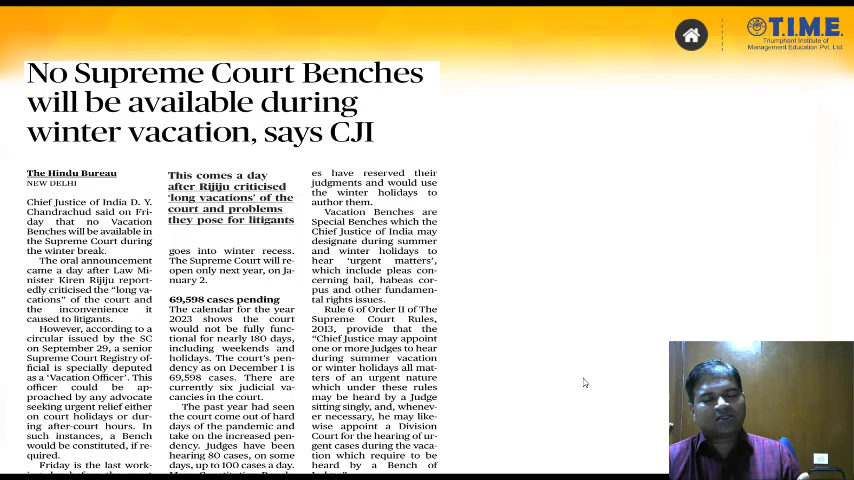 T.I.M.E.
Triumphant Institute of
Management Education Pvt. Ltd.
No Supreme Court Benches
will be available during
winter vacation, says CJI
The Hindu Bureau
NEW DELHI
Chief Justice of India D. Y.
Chandrachud said on Fri-
day that no Vacation
Benches will be available in
the Supreme Court during
the winter break.
The oral announcement
came a day after Law Mi-
nister Kiren Rijiju report-
edly criticised the “long va-
cations” of the court and
the inconvenience it
caused to litigants.
However, according to a
circular issued by the SC
on September 29, a senior
Supreme Court Registry of-
ficial is specially deputed
as a ‘Vacation Officer’. This
officer could be ap-
proached by any advocate
seeking urgent relief either
on court holidays or dur-
ing after-court hours. In
such instances, a Bench
would be constituted, if re-
quired.
Friday is the last work-
This comes a day
after Rijiju criticised
‘long vacations’ of the
court and problems
they pose for litigants
goes into winter recess.
The Supreme Court will re-
open only next year, on Ja-
nuary 2.
69,598 cases pending
The calendar for the year
2023 shows the court
would not be fully func-
tional for nearly 180 days,
including weekends and
holidays. The court’s pen-
dency as on December 1 is
69,598 cases. There are
currently six judicial va-
cancies in the court.
The past year had seen
the court come out of hard
days of the pandemic and
take on the increased pen-
dency. Judges have been
hearing 80 cases, on some
days, up to 100 cases a day.
es have reserved their
judgments and would use
the winter holidays to
author them.
Vacation Benches are
Special Benches which the
Chief Justice of India may
designate during summer
and winter holidays to
hear ‘urgent matters’,
which include pleas con-
cerning bail, habeas cor-
pus and other fundamen-
tal rights issues.
Rule 6 of Order II of The
Supreme Court Rules,
2013, provide that the
“Chief Justice may appoint
one or more Judges to hear
during summer vacation
or winter holidays all mat-
ters of an urgent nature
which under these rules
may be heard by a Judge
sitting singly, and, whenev-
er necessary, he may like-
wise appoint a Division
Court for the hearing of ur-
gent cases during the vaca-
tion which require to be
heard by a Bench of